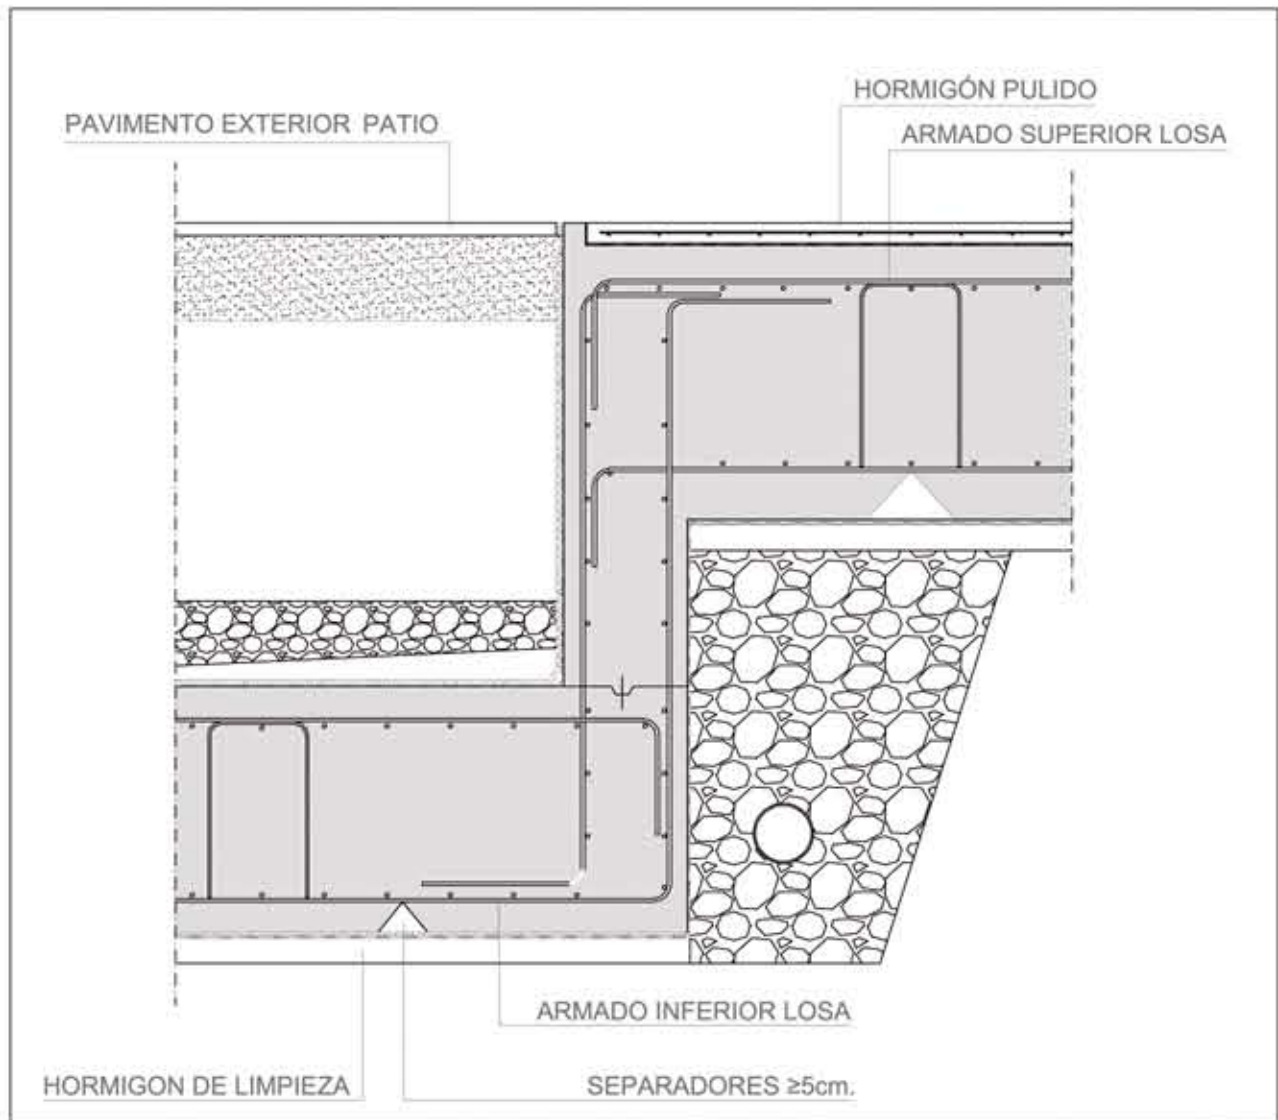 HORMIGÓN PULIDO
PAVIMENTO EXTERIOR PATIO
ARMADO SUPERIOR LOSA
ARMADO INFERIOR LOSA
HORMIGON DE LIMPIEZA
SEPARADORES ≥5cm.